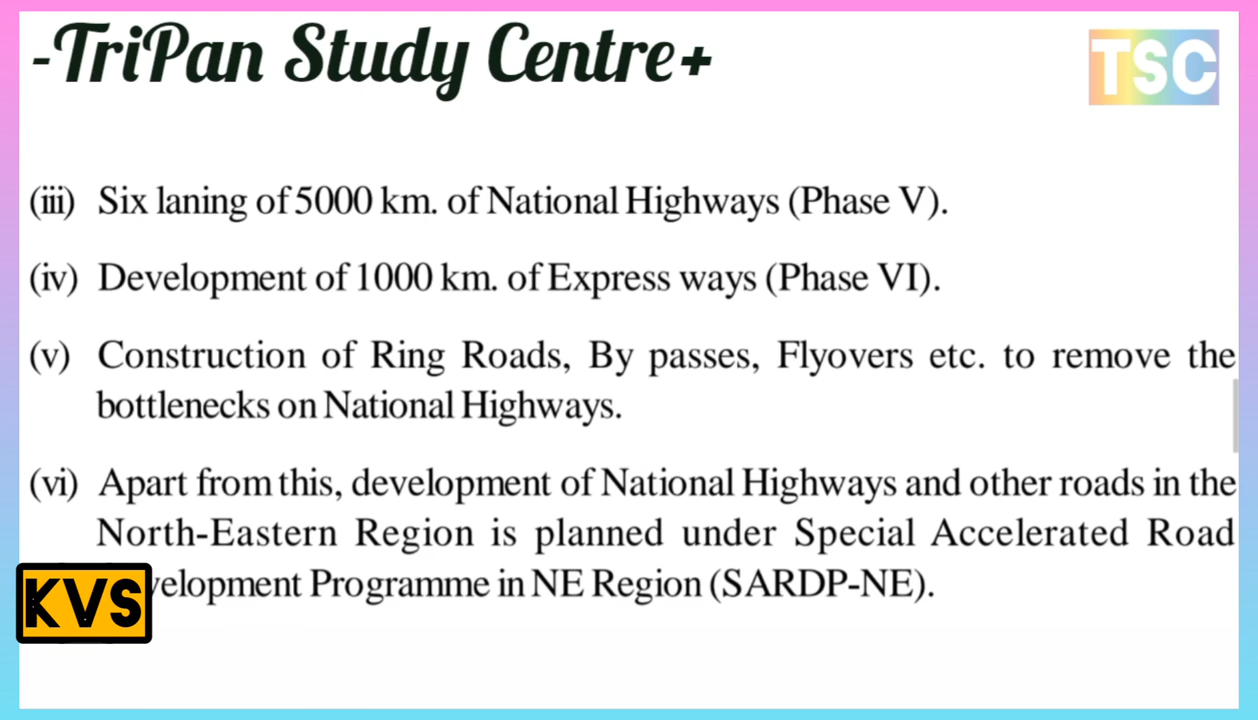 -TriPan Study Centre+
TSC
(iii) Six laning of 5000 km. of National Highways (Phase V).
(iv) Development of 1000 km. of Express ways (Phase VI).
(v) Construction of Ring Roads, By passes, Flyovers etc. to remove the
bottlenecks on National Highways.
(vi) Apart from this, development of National Highways and other roads in the
North-Eastern Region is planned under Special Accelerated Road
velopment Programme in NE Region (SARDP-NE).
KVS